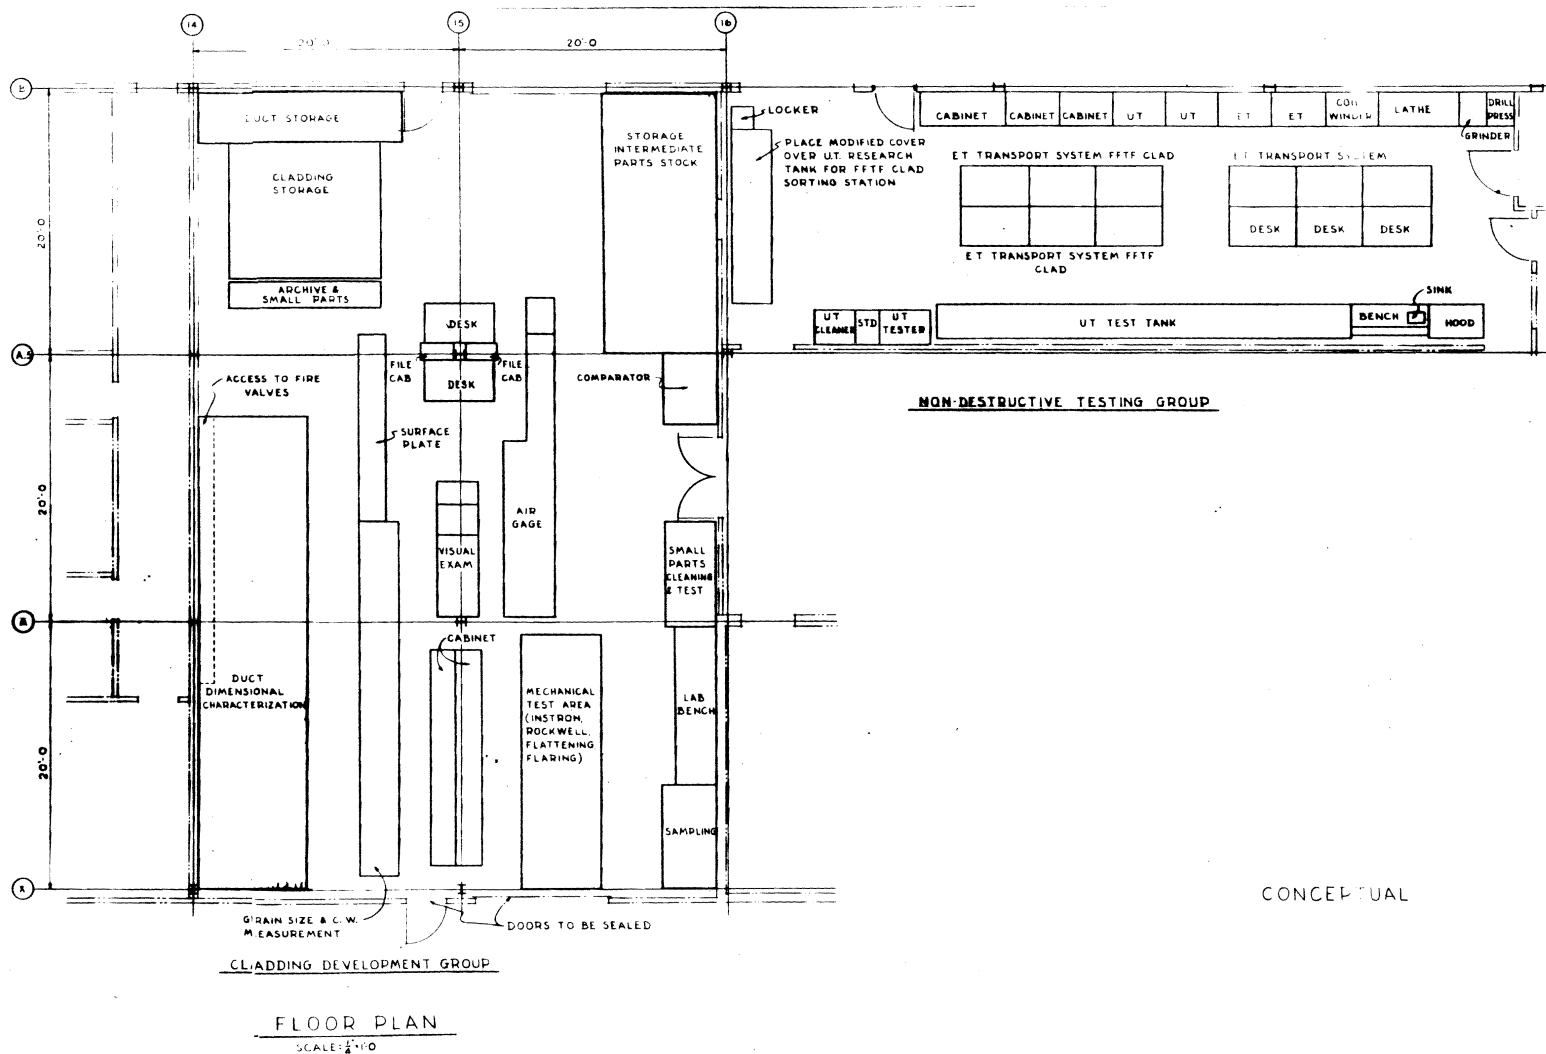 14
15
16
20'-0
20'-0
DUCT STORAGE
CLADDING
STORAGE
ARCHIVE &
SMALL PARTS
STORAGE
INTERMEDIATE
PARTS STOCK
LOCKER
PLACE MODIFIED COVER
OVER U.T. RESEARCH
TANK FOR FFTF CLAD
SORTING STATION
CABINET
CABINET
CABINET
UT
UT
ET
ET
COIL
WINDER
LATHE
GRINDER
DRILL
PRESS
ET TRANSPORT SYSTEM FFTF CLAD
ET TRANSPORT SYSTEM FFTF
CLAD
ET TRANSPORT SYSTEM
DESK
DESK
DESK
20'-0
UT
CLEANER
STD
UT
TESTER
UT TEST TANK
BENCH
SINK
HOOD
NON-DESTRUCTIVE TESTING GROUP
A.5
DESK
FILE
CAB
FILE
CAB
DESK
COMPARATOR
ACCESS TO FIRE
VALVES
SURFACE
PLATE
20'-0
AIR
GAGE
VISUAL
EXAM
SMALL
PARTS
CLEANING
& TEST
CABINET
DUCT
DIMENSIONAL
CHARACTERIZATION
MECHANICAL
TEST AREA
(INSTRON,
ROCKWELL,
FLATTENING
FLARING)
LAB
BENCH
20'-0
SAMPLING
GRAIN SIZE & C.W.
MEASUREMENT
DOORS TO BE SEALED
CLADDING DEVELOPMENT GROUP
CONCEPTUAL
FLOOR PLAN